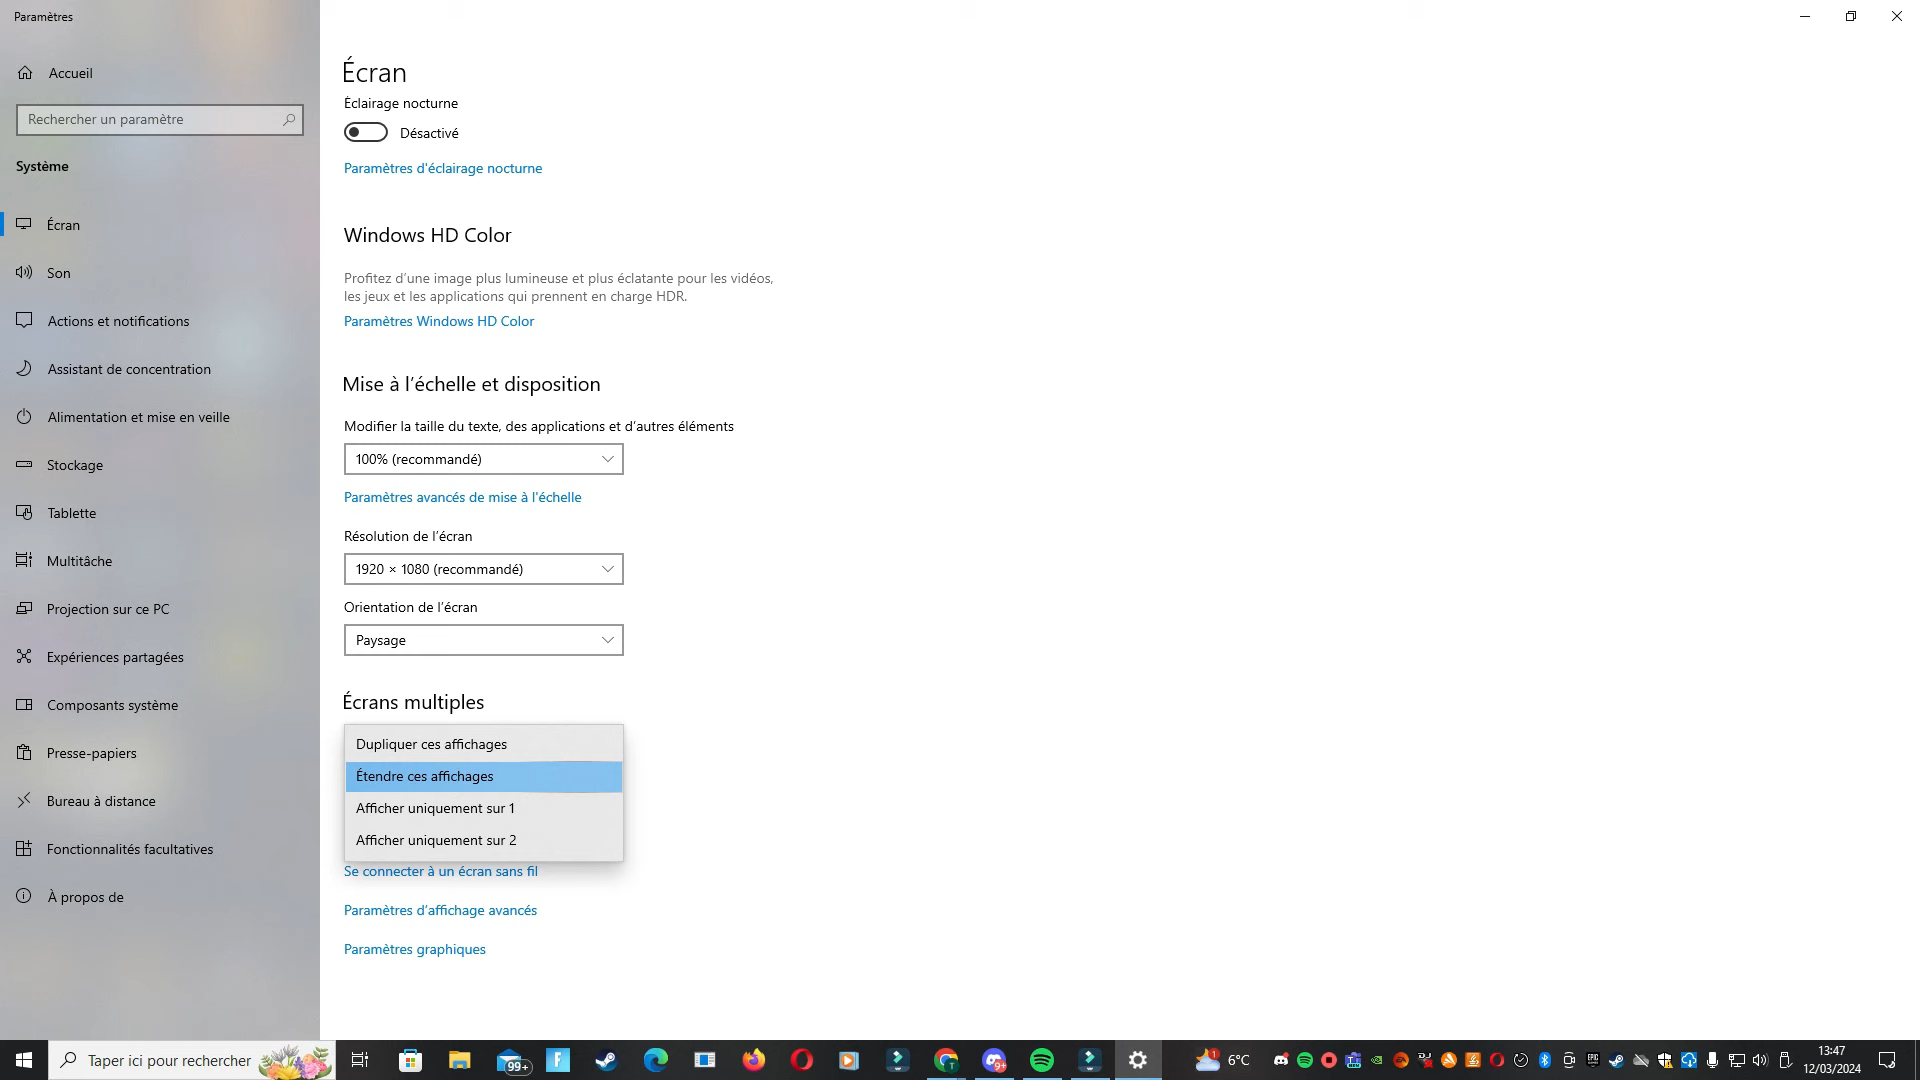 Paramètres
Accueil
Rechercher un paramètre
Système
Écran
Son
Actions et notifications
Assistant de concentration
Alimentation et mise en veille
Stockage
Tablette
Multitâche
Projection sur ce PC
Expériences partagées
Composants système
Presse-papiers
Bureau à distance
Fonctionnalités facultatives
À propos de
Écran
Éclairage nocturne
Désactivé
Paramètres d'éclairage nocturne
Windows HD Color
Profitez d'une image plus lumineuse et plus éclatante pour les vidéos,
les jeux et les applications qui prennent en charge HDR.
Paramètres Windows HD Color
Mise à l'échelle et disposition
Modifier la taille du texte, des applications et d'autres éléments
100% (recommandé)
Paramètres avancés de mise à l'échelle
Résolution de l'écran
1920 × 1080 (recommandé)
Orientation de l'écran
Paysage
Écrans multiples
Dupliquer ces affichages
Étendre ces affichages
Afficher uniquement sur 1
Afficher uniquement sur 2
Se connecter à un écran sans fil
Paramètres d'affichage avancés
Paramètres graphiques
Taper ici pour rechercher
99+
9+
1
6°C
13:47
12/03/2024